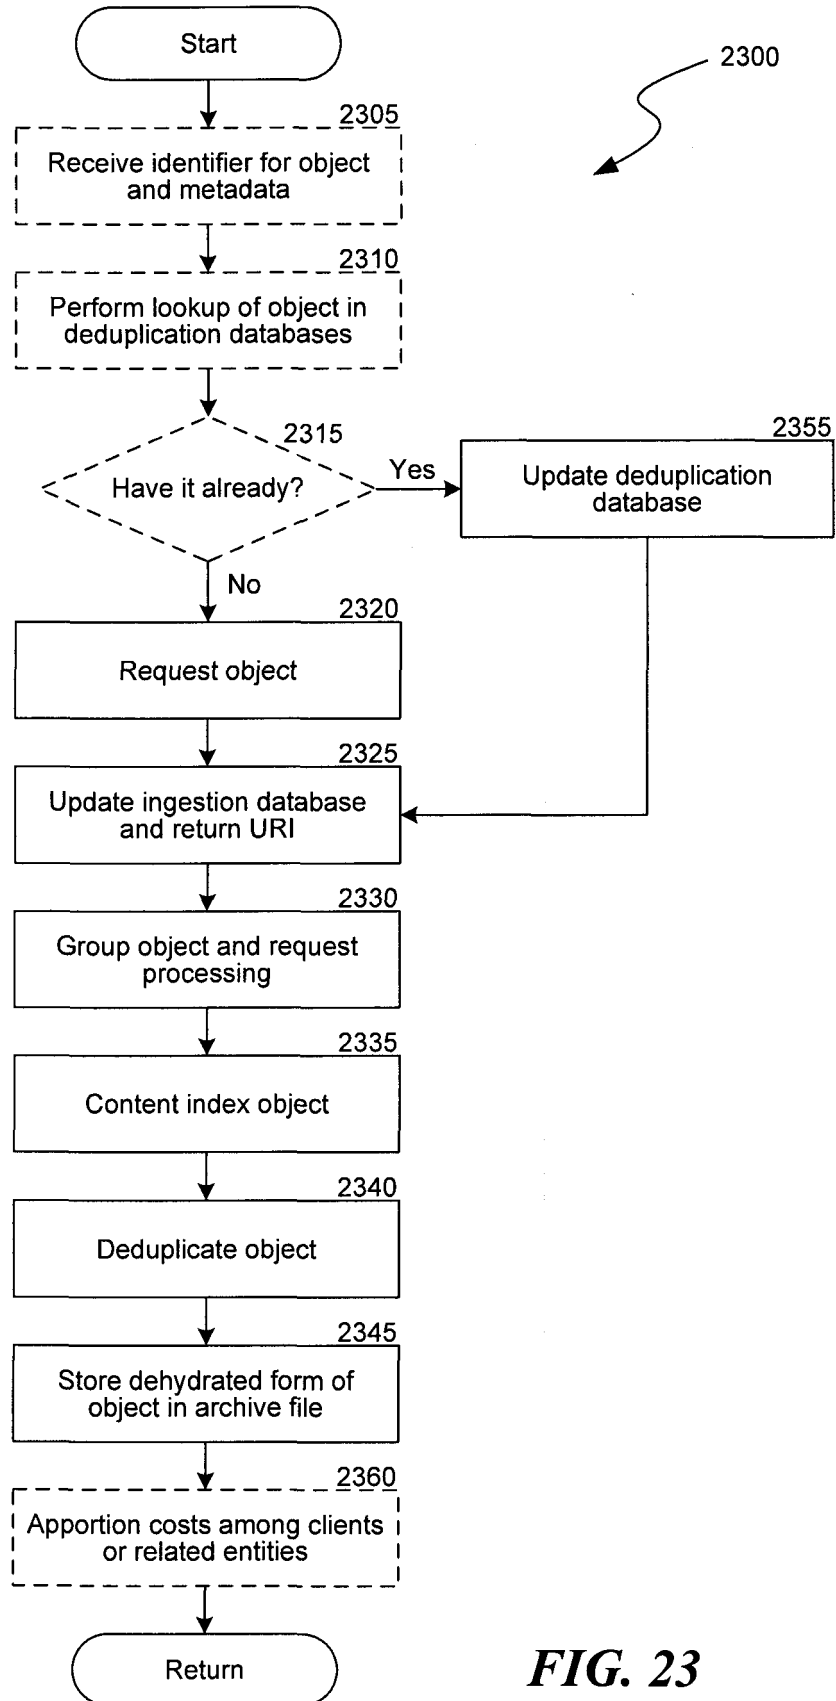 Start
2300
2305
Receive identifier for object
and metadata
2310
Perform lookup of object in
deduplication databases
2315
Have it already?
Yes
2355
Update deduplication
database
No
2320
Request object
2325
Update ingestion database
and return URI
2330
Group object and request
processing
2335
Content index object
2340
Deduplicate object
2345
Store dehydrated form of
object in archive file
2360
Apportion costs among clients
or related entities
Return
FIG. 23